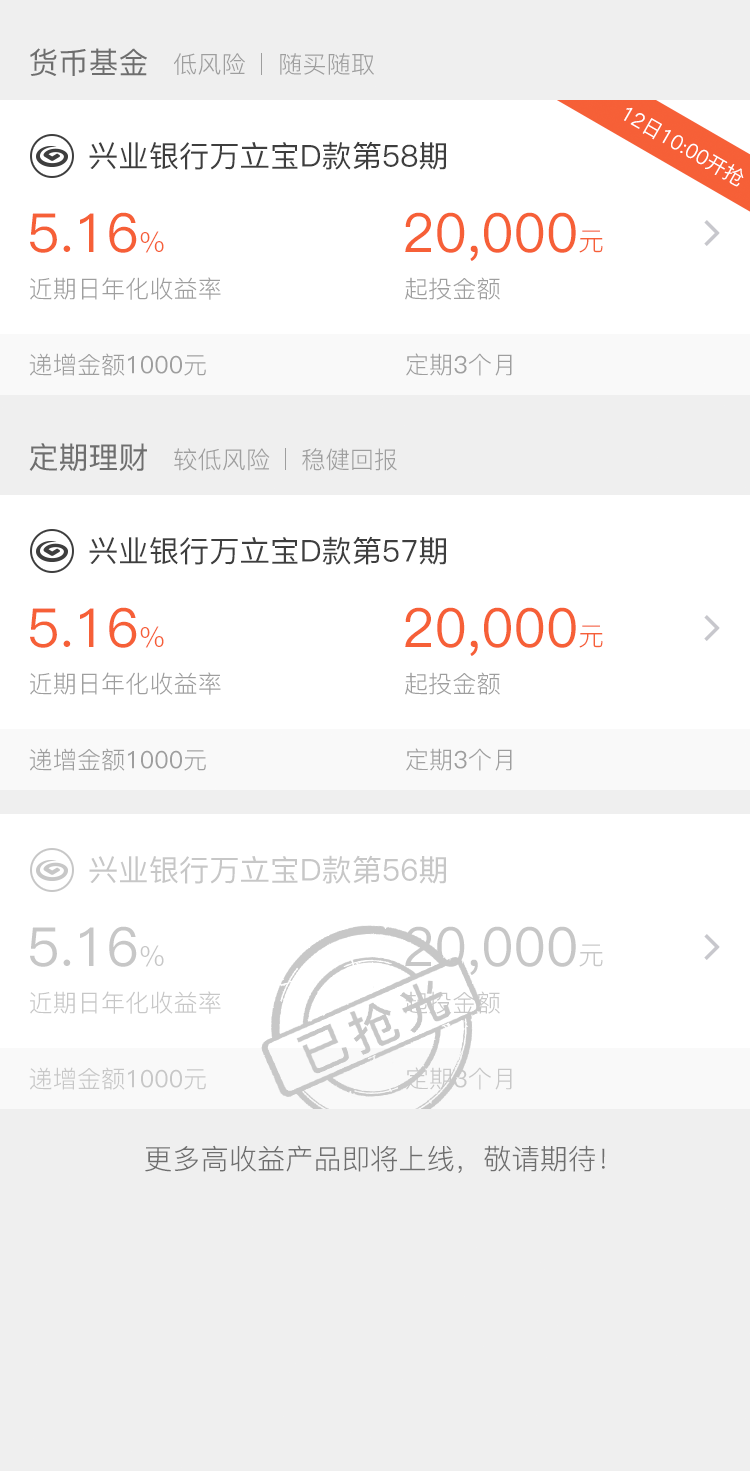 货币基金 低风险 | 随买随取
12日10:00开抢
兴业银行万立宝D款第58期
5.16% 20,000元
近期日年化收益率 起投金额
递增金额1000元 定期3个月
定期理财 较低风险 | 稳健回报
兴业银行万立宝D款第57期
5.16% 20,000元
近期日年化收益率 起投金额
递增金额1000元 定期3个月
兴业银行万立宝D款第56期
5.16% 20,000元
近期日年化收益率 起投金额
已抢光
递增金额1000元 定期3个月
更多高收益产品即将上线，敬请期待！